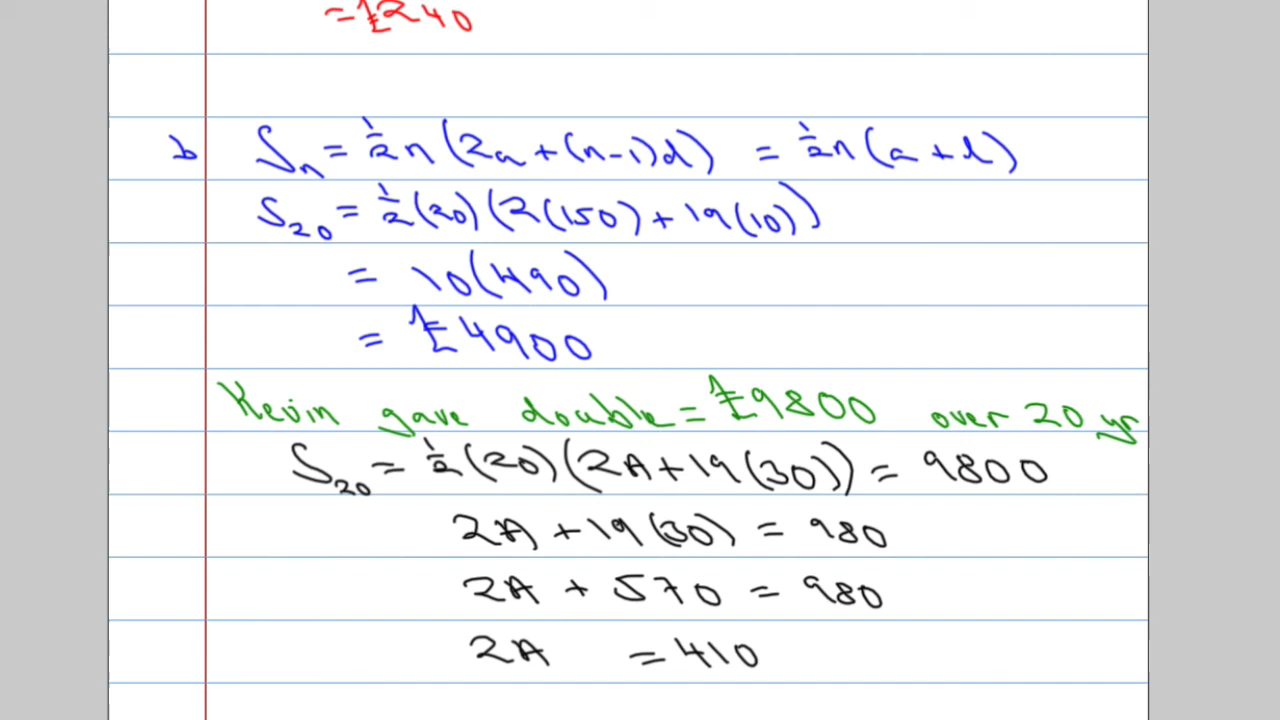 = £240
b Sₙ = ½n(2a + (n-1)d) = ½n(a + l)
S₂₀ = ½(20)(2(150) + 19(10))
= 10(490)
= £4900
Kevin gave double = £9800 over 20 yr
S₂₀ = ½(20)(2A + 19(30)) = 9800
2A + 19(30) = 980
2A + 570 = 980
2A = 410